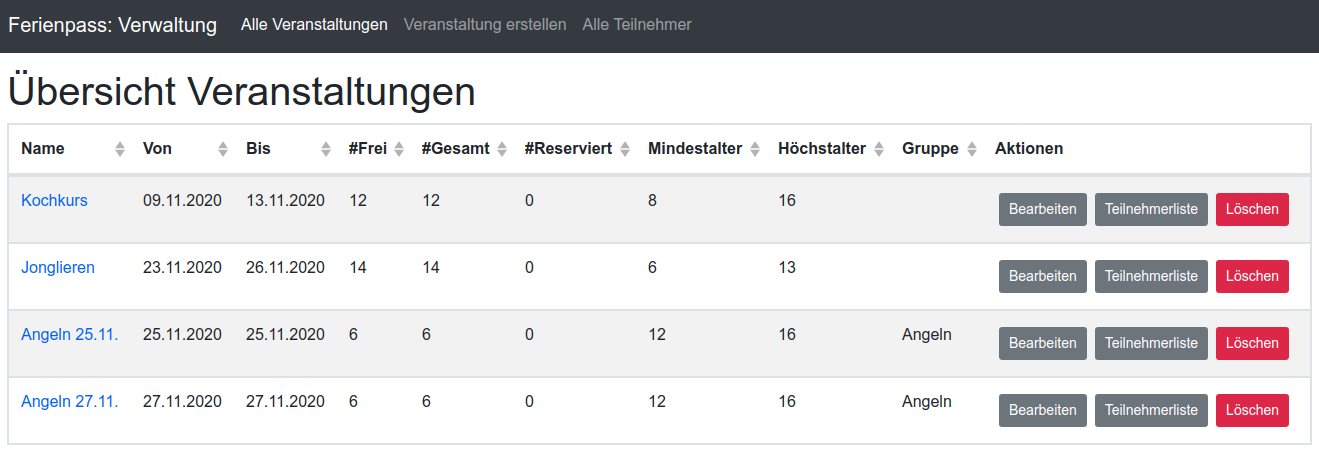 Ferienpass: Verwaltung Alle Veranstaltungen Veranstaltung erstellen Alle Teilnehmer
Übersicht Veranstaltungen
Name Von Bis #Frei #Gesamt #Reserviert Mindestalter Höchstalter Gruppe Aktionen
Kochkurs 09.11.2020 13.11.2020 12 12 0 8 16 Bearbeiten Teilnehmerliste Löschen
Jonglieren 23.11.2020 26.11.2020 14 14 0 6 13 Bearbeiten Teilnehmerliste Löschen
Angeln 25.11. 25.11.2020 25.11.2020 6 6 0 12 16 Angeln Bearbeiten Teilnehmerliste Löschen
Angeln 27.11. 27.11.2020 27.11.2020 6 6 0 12 16 Angeln Bearbeiten Teilnehmerliste Löschen